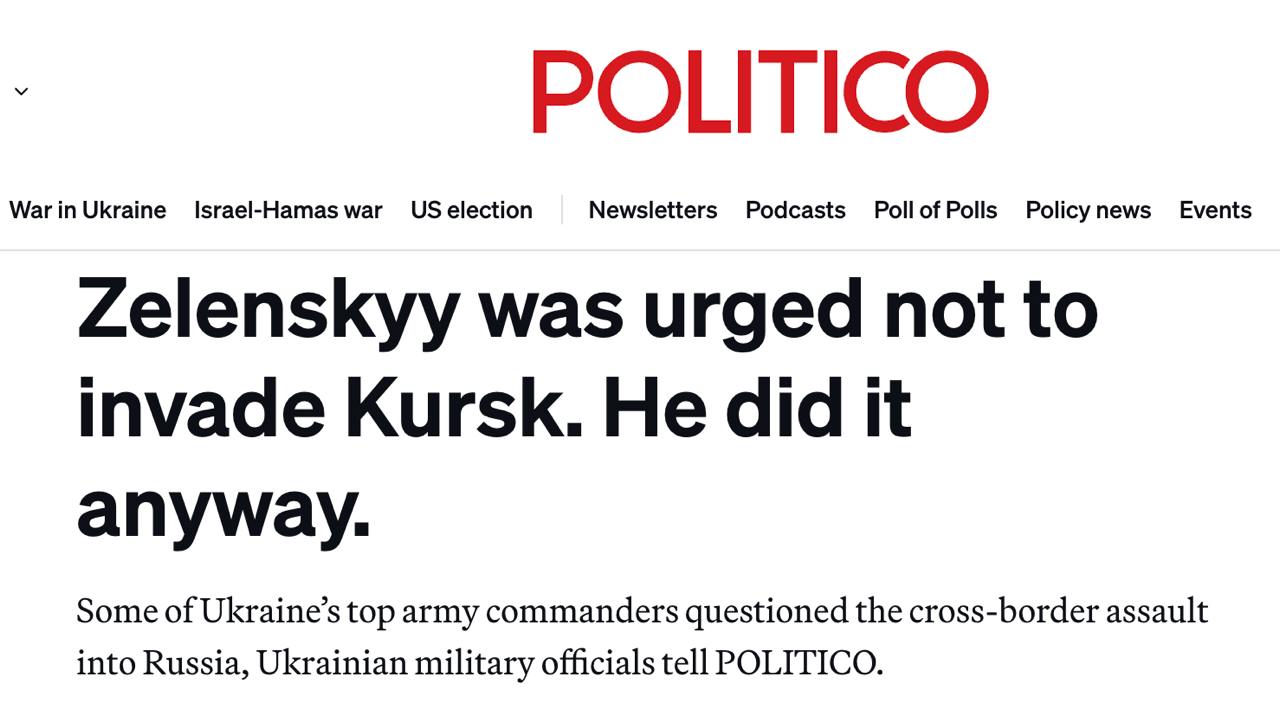 POLITICO
War in Ukraine Israel-Hamas war US election Newsletters Podcasts Poll of Polls Policy news Events
Zelenskyy was urged not to
invade Kursk. He did it
anyway.
Some of Ukraine’s top army commanders questioned the cross-border assault
into Russia, Ukrainian military officials tell POLITICO.